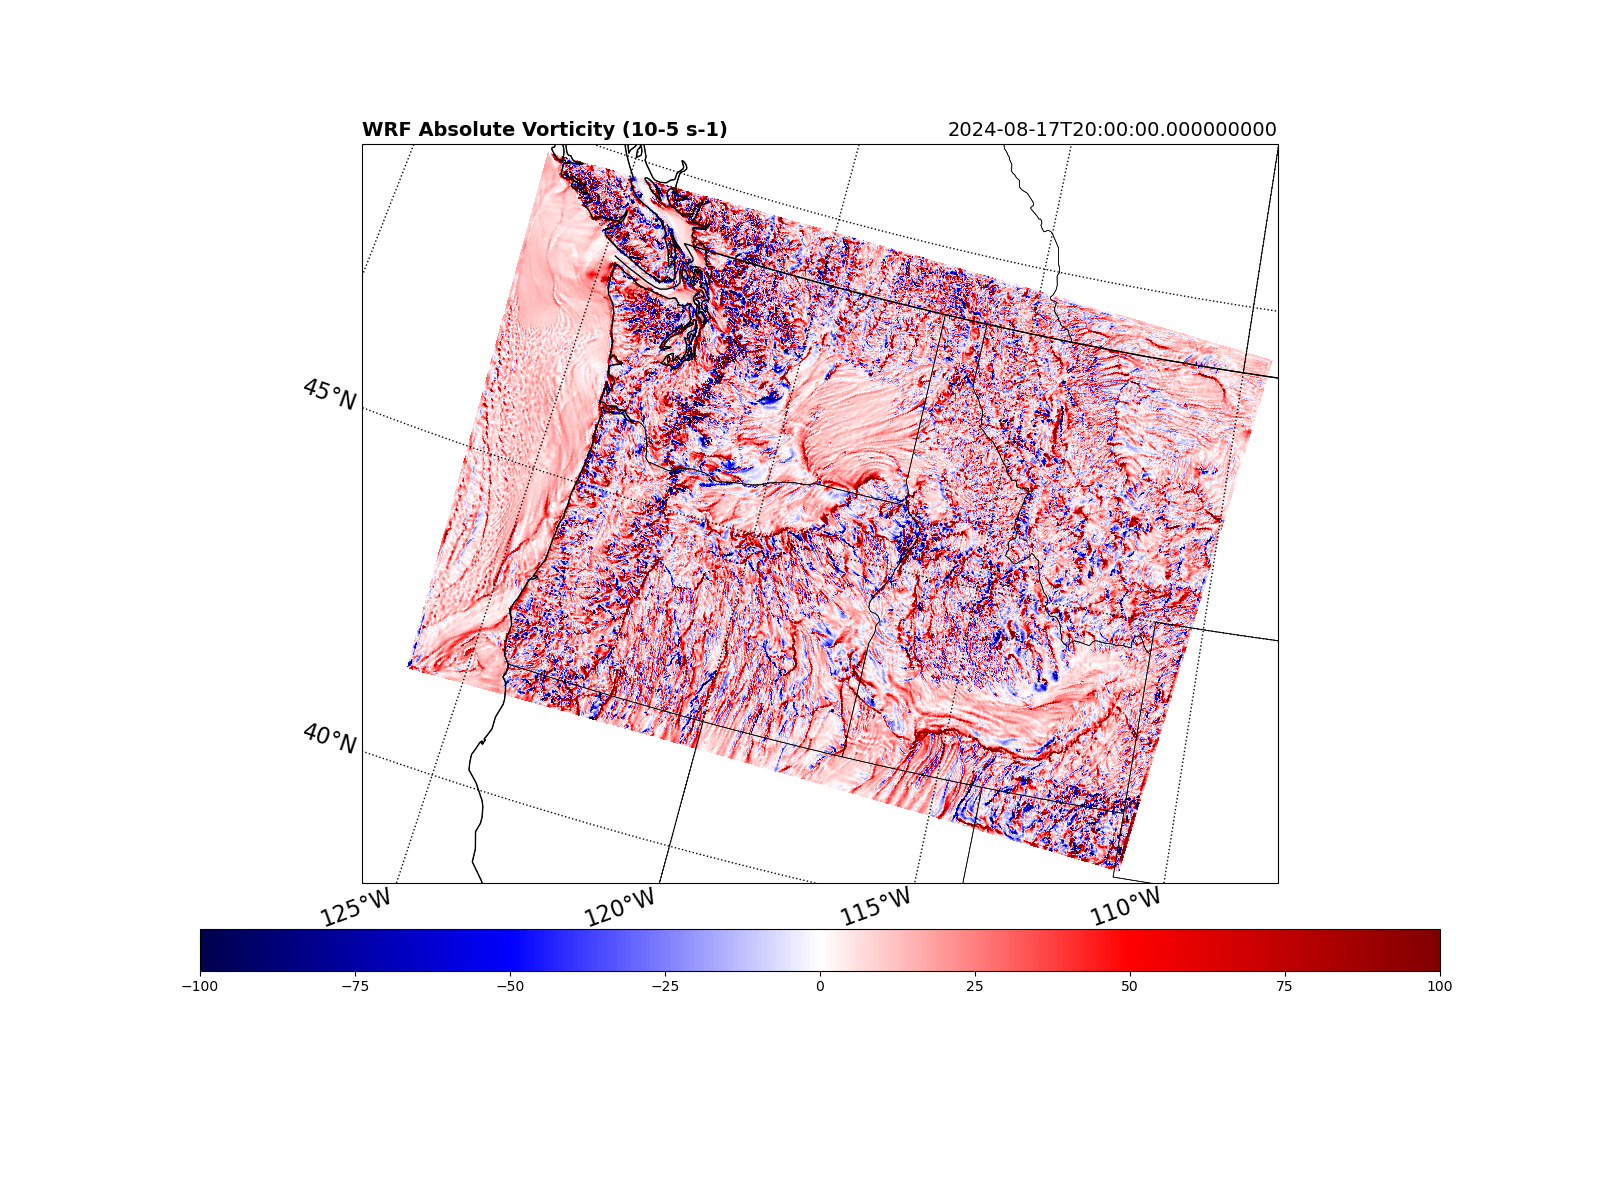 WRF Absolute Vorticity (10-5 s-1)
2024-08-17T20:00:00.000000000
45°N
40°N
125°W
120°W
115°W
110°W
−100
−75
−50
−25
0
25
50
75
100